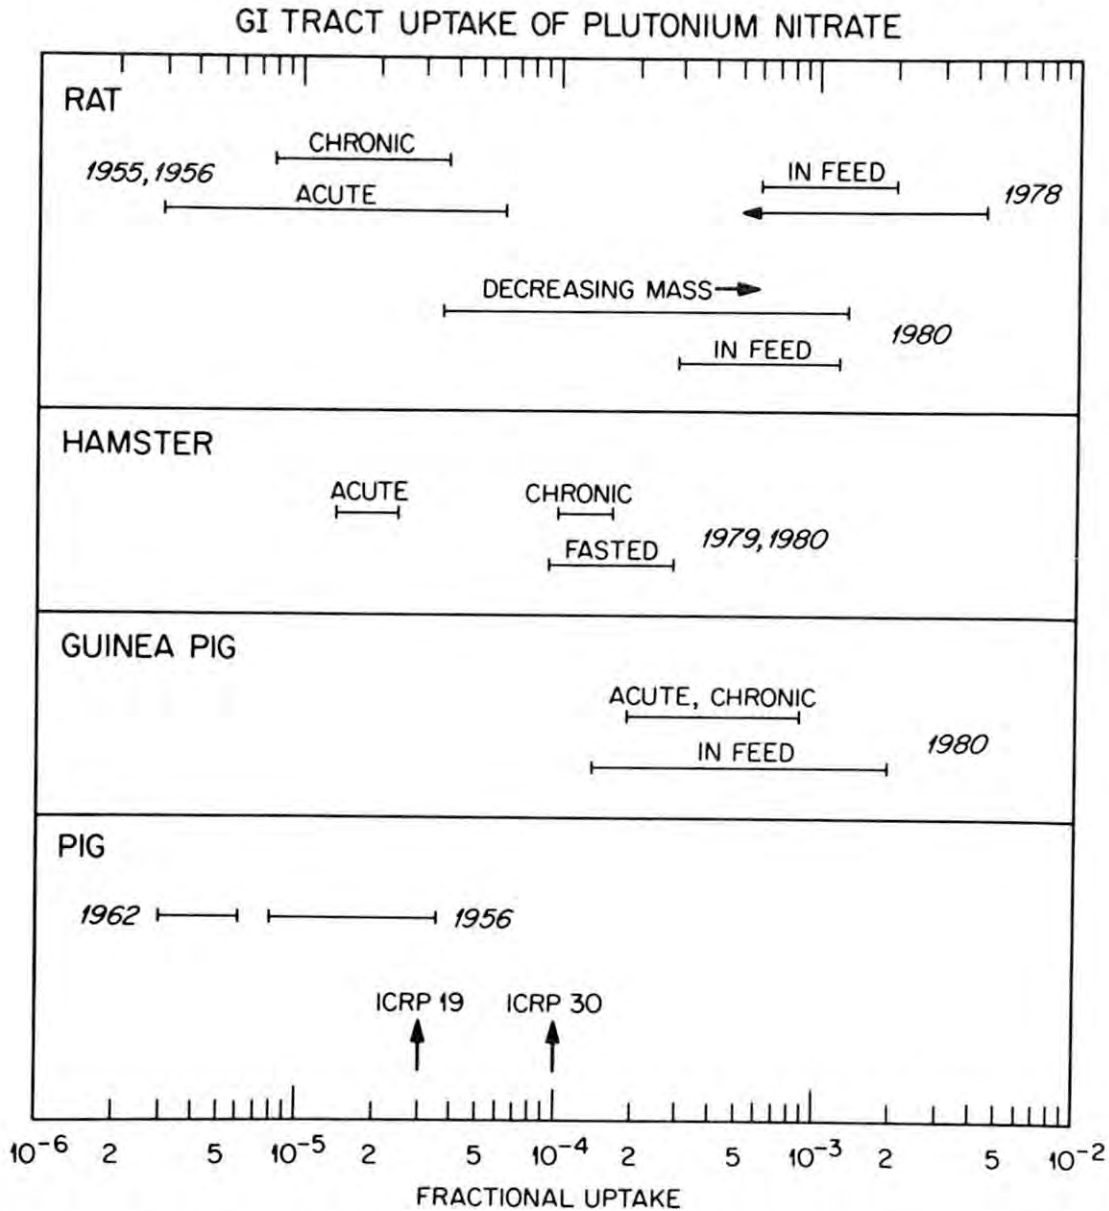 GI TRACT UPTAKE OF PLUTONIUM NITRATE
RAT
CHRONIC
1955, 1956
ACUTE
IN FEED
1978
DECREASING MASS
1980
IN FEED
HAMSTER
ACUTE
CHRONIC
1979, 1980
FASTED
GUINEA PIG
ACUTE, CHRONIC
1980
IN FEED
PIG
1962
1956
ICRP 19
ICRP 30
10⁻⁶ 2 5 10⁻⁵ 2 5 10⁻⁴ 2 5 10⁻³ 2 5 10⁻²
FRACTIONAL UPTAKE